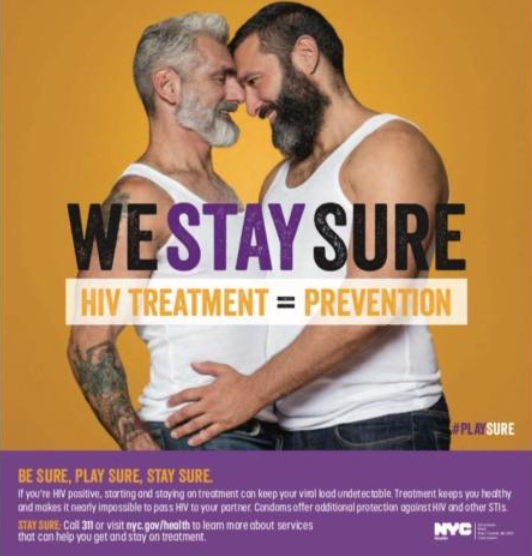 WE STAY SURE
HIV TREATMENT = PREVENTION
#PLAYSURE
BE SURE, PLAY SURE, STAY SURE.
If you're HIV positive, starting and staying on treatment can keep your viral load undetectable. Treatment keeps you healthy
and makes it nearly impossible to pass HIV to your partner. Condoms offer additional protection against HIV and other STIs.
STAY SURE: Call 311 or visit nyc.gov/health to learn more about services
that can help you get and stay on treatment.
NYC
Health